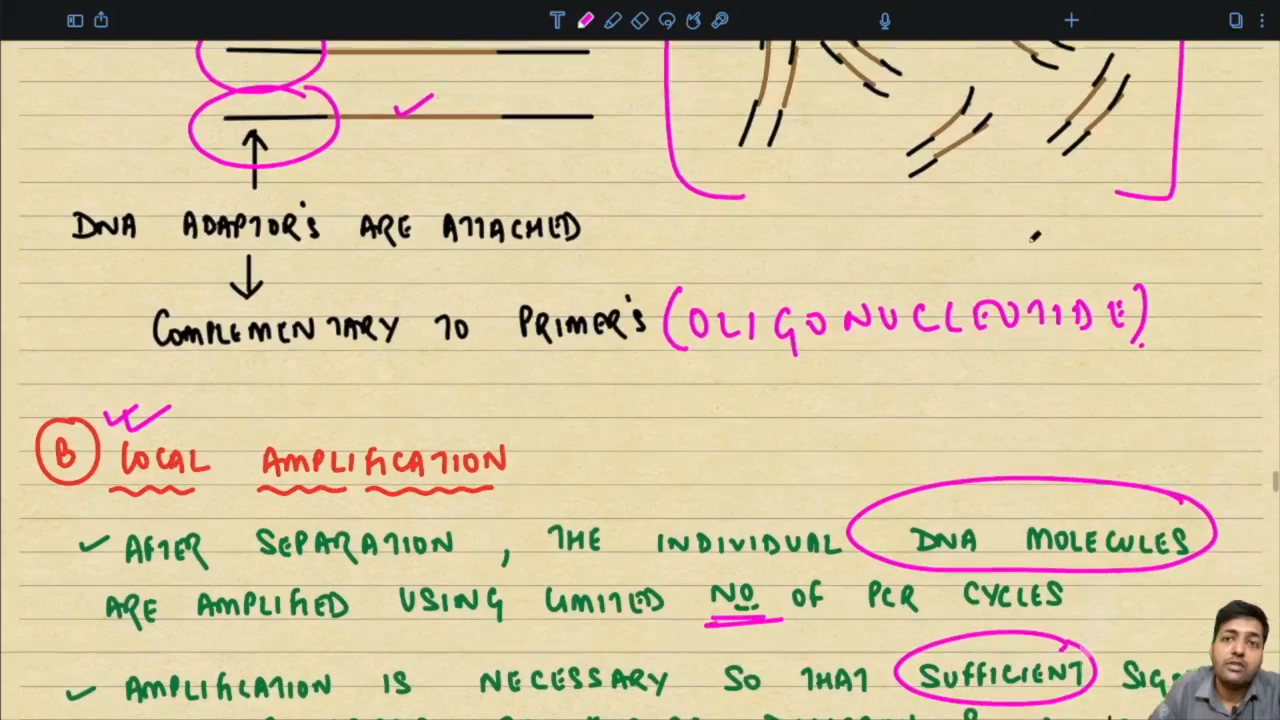 DNA ADAPTOR'S ARE ATTACHED
COMPLEMENTARY TO PRIMER'S (OLIGONUCLEOTIDE)
B LOCAL AMPLIFICATION
AFTER SEPARATION, THE INDIVIDUAL DNA MOLECULES
ARE AMPLIFIED USING LIMITED NO. OF PCR CYCLES
AMPLIFICATION IS NECESSARY SO THAT SUFFICIENT